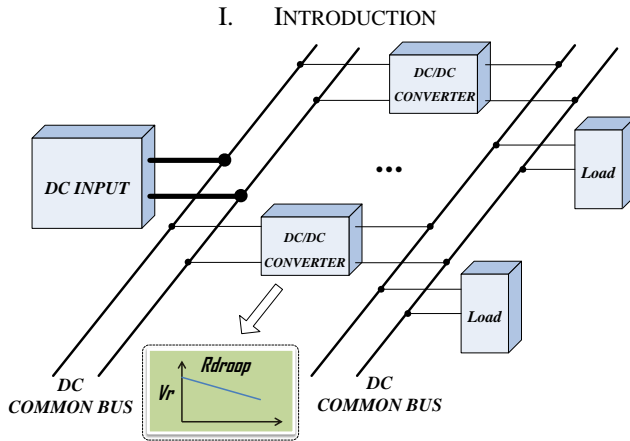 I. INTRODUCTION
DC/DC
CONVERTER
DC INPUT
...
Load
DC/DC
CONVERTER
Load
Rdroop
Vr
DC
COMMON BUS
DC
COMMON BUS